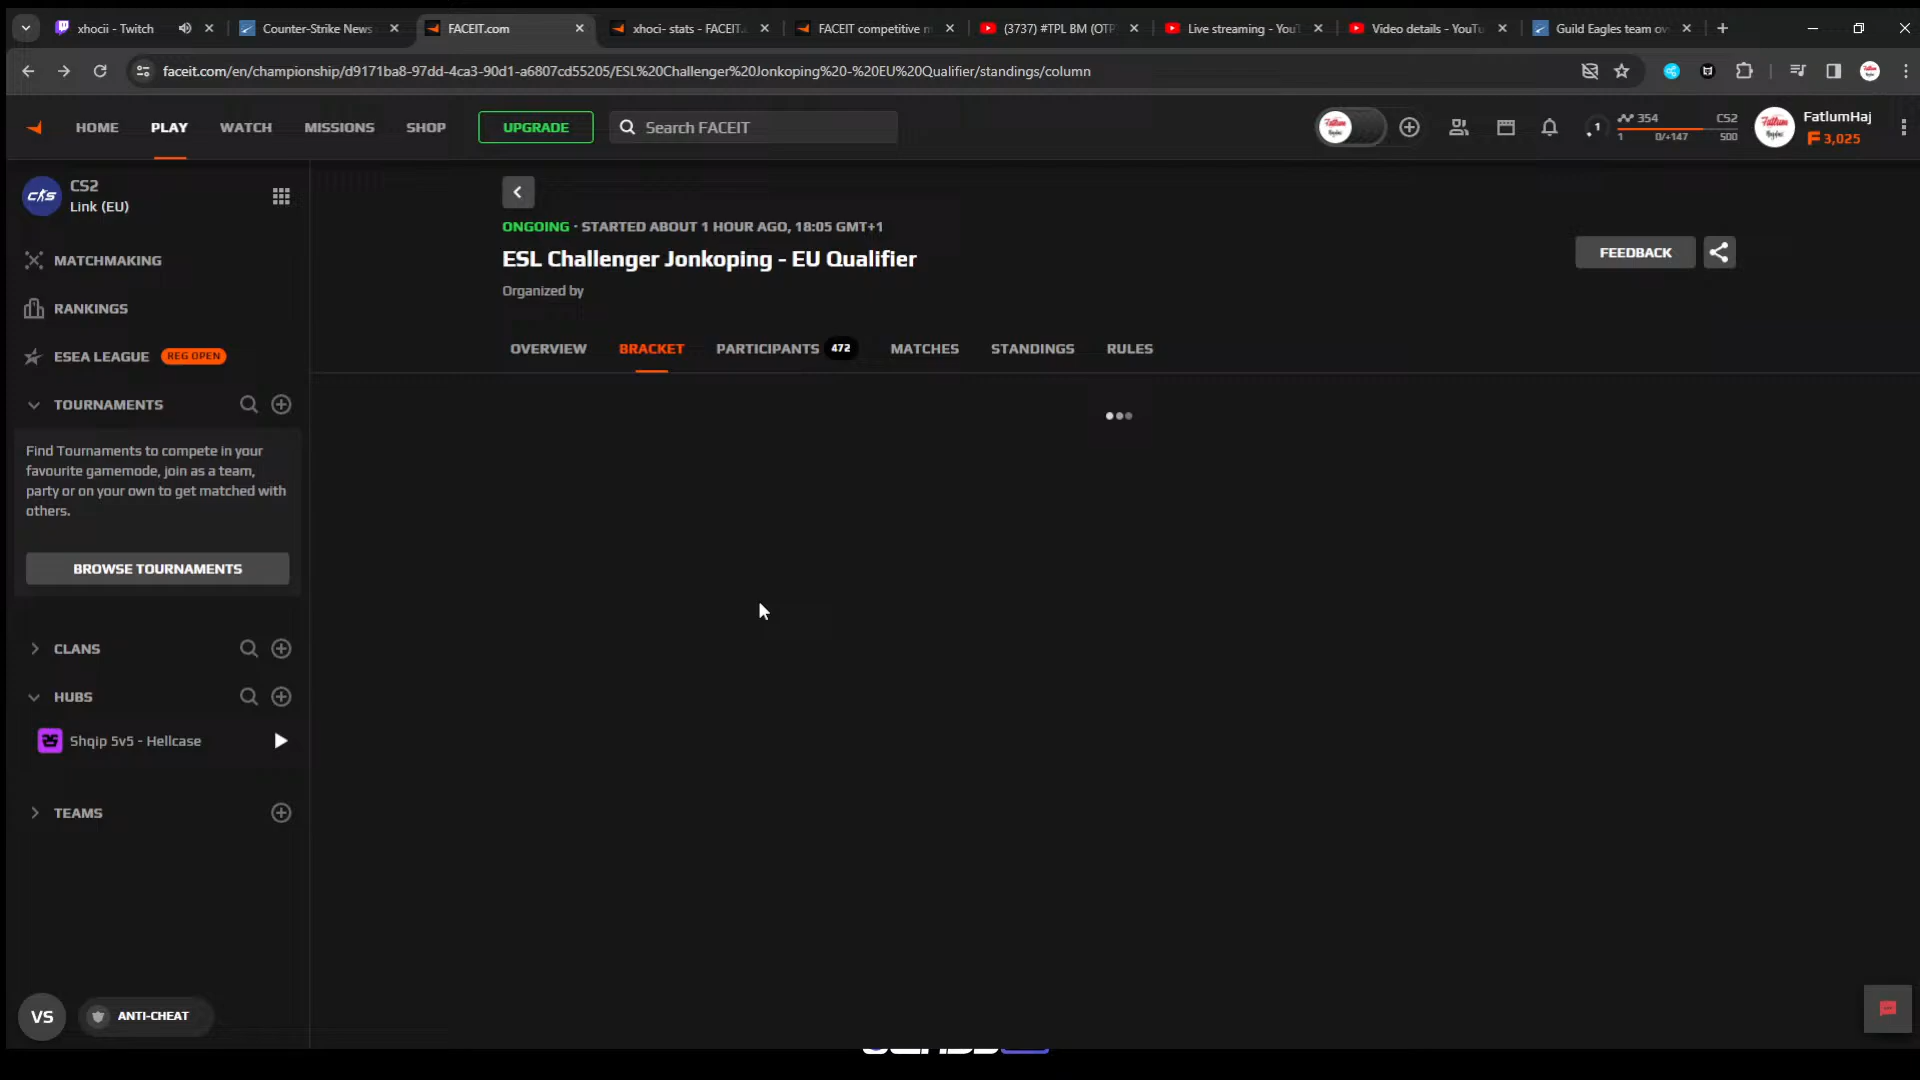 xhocii - Twitch
Counter-Strike News
FACEIT.com
xhoci- stats - FACEIT.
FACEIT competitive m
(3737) #TPL BM (OTP
Live streaming - YouT
Video details - YouTu
Guild Eagles team ov
faceit.com/en/championship/d9171ba8-97dd-4ca3-90d1-a6807cd55205/ESL%20Challenger%20Jonkoping%20-%20EU%20Qualifier/standings/column
HOME
PLAY
WATCH
MISSIONS
SHOP
UPGRADE
Search FACEIT
1
354
CS2
1
0/+147
500
FatlumHaj
3,025
CS2
Link (EU)
MATCHMAKING
RANKINGS
ESEA LEAGUE REG OPEN
TOURNAMENTS
Find Tournaments to compete in your
favourite gamemode, join as a team,
party or on your own to get matched with
others.
BROWSE TOURNAMENTS
CLANS
HUBS
Shqip 5v5 - Hellcase
TEAMS
VS
ANTI-CHEAT
ONGOING · STARTED ABOUT 1 HOUR AGO, 18:05 GMT+1
ESL Challenger Jonkoping - EU Qualifier
Organized by
FEEDBACK
OVERVIEW
BRACKET
PARTICIPANTS 472
MATCHES
STANDINGS
RULES